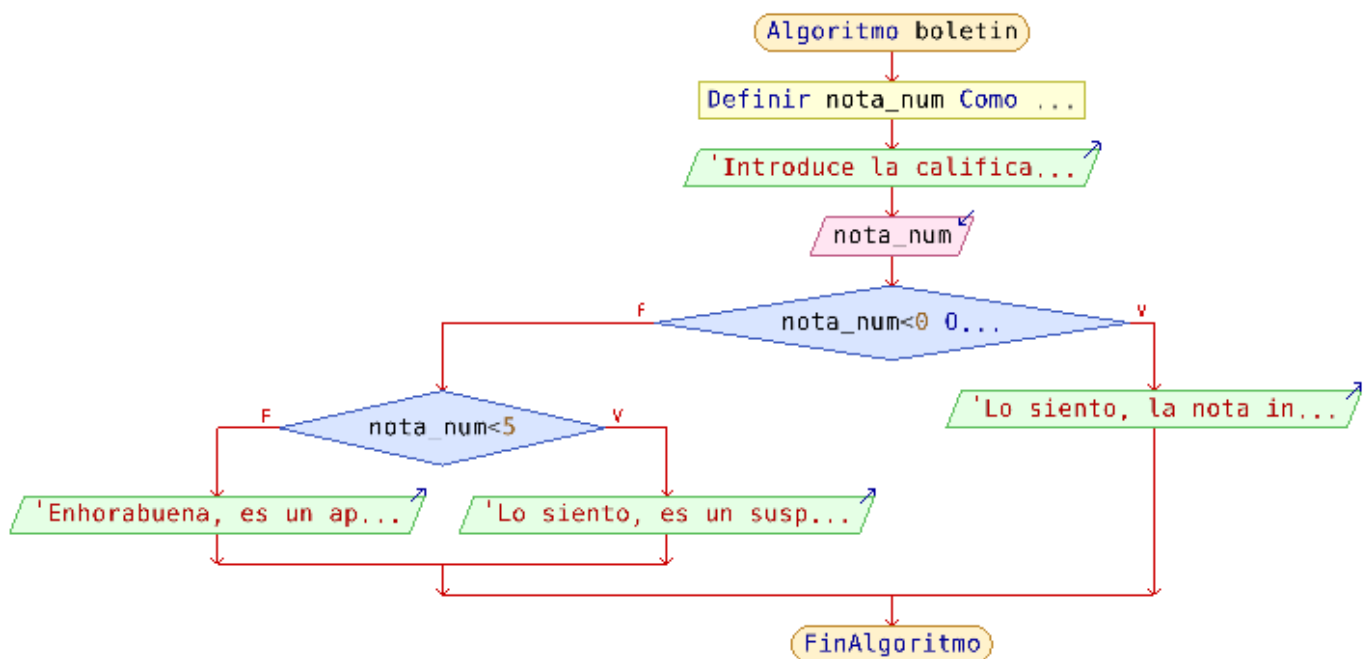 Algoritmo boletin
Definir nota_num Como ...
'Introduce la califica...
nota_num
F
nota_num<0 O...
V
F
nota_num<5
V
'Lo siento, la nota in...
'Enhorabuena, es un ap...
'Lo siento, es un susp...
FinAlgoritmo